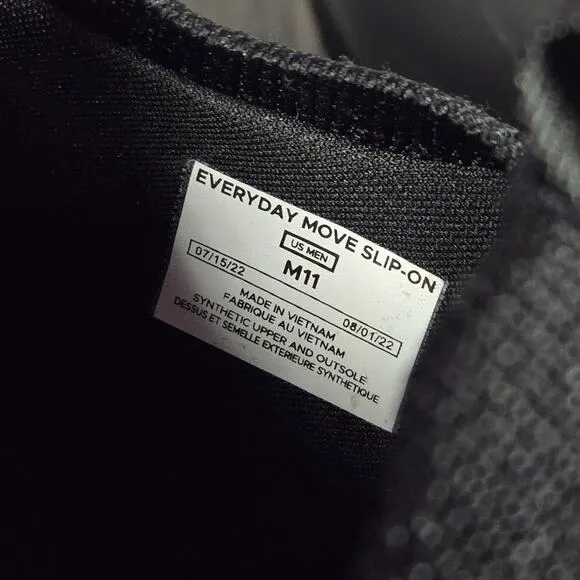 EVERYDAY MOVE SLIP-ON
US MEN
07/15/22 M11 08/01/22
MADE IN VIETNAM
FABRIQUE AU VIETNAM
SYNTHETIC UPPER AND OUTSOLE
DESSUS ET SEMELLE EXTERIEURE SYNTHETIQUE